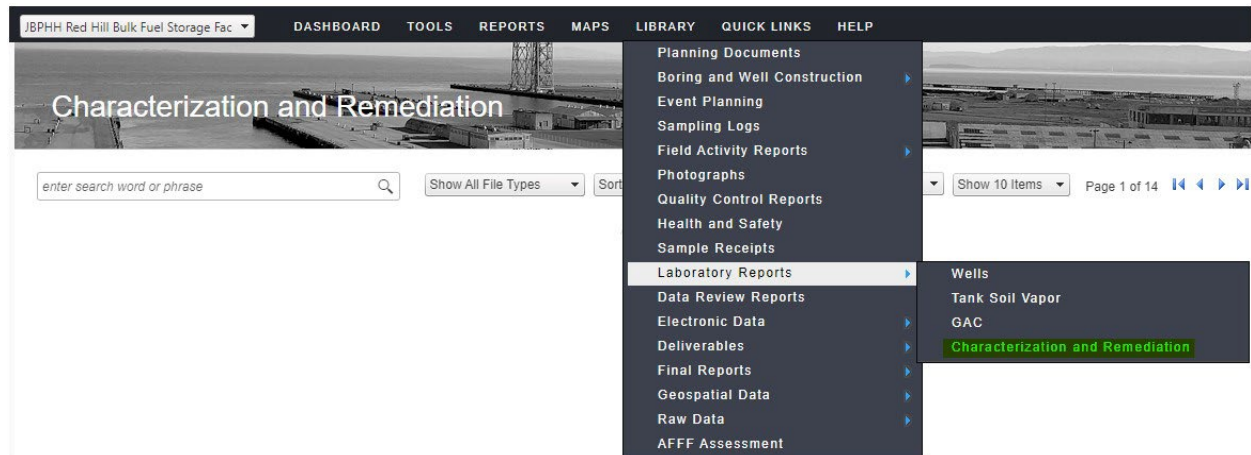 JBPHH Red Hill Bulk Fuel Storage Fac DASHBOARD TOOLS REPORTS MAPS LIBRARY QUICK LINKS HELP
Characterization and Remediation
enter search word or phrase Show All File Types Sort Show 10 Items Page 1 of 14
Planning Documents
Boring and Well Construction
Event Planning
Sampling Logs
Field Activity Reports
Photographs
Quality Control Reports
Health and Safety
Sample Receipts
Laboratory Reports
Data Review Reports
Electronic Data
Deliverables
Final Reports
Geospatial Data
Raw Data
AFFF Assessment
Wells
Tank Soil Vapor
GAC
Characterization and Remediation